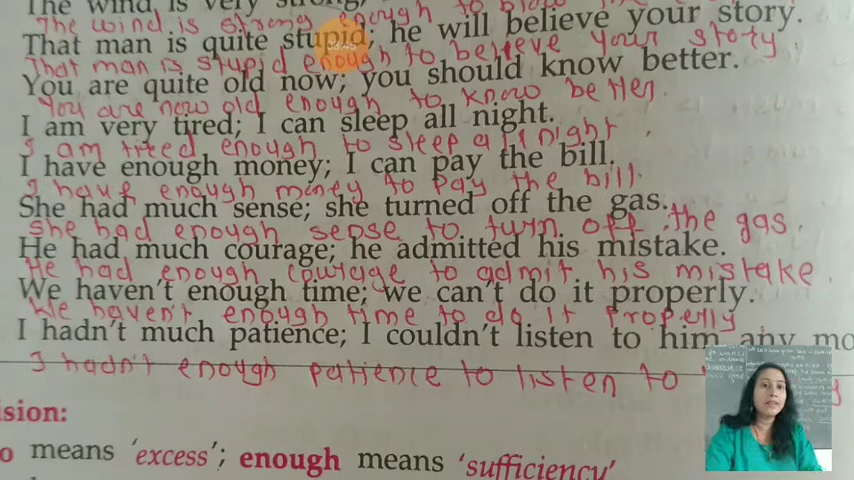 The wind is very strong;
The wind is strong enough to blow the
That man is quite stupid; he will believe your story.
That man is stupid enough to believe your story
You are quite old now; you should know better.
You are now old enough to know better.
I am very tired; I can sleep all night.
I am tired enough to sleep all night.
I have enough money; I can pay the bill.
I have enough money to pay the bill.
She had much sense; she turned off the gas.
She had enough sense to turn off the gas.
He had much courage; he admitted his mistake.
He had enough courage to admit his mistake.
We haven't enough time; we can't do it properly.
We haven't enough time to do it properly
I hadn't much patience; I couldn't listen to him any mo
I hadn't enough patience to listen to
ision:
o means 'excess'; enough means 'sufficiency'